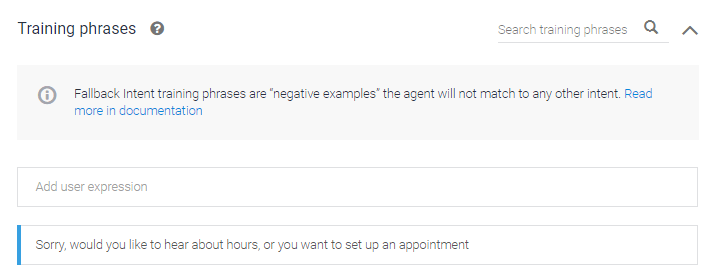 Training phrases ?
Search training phrases
Fallback Intent training phrases are "negative examples" the agent will not match to any other intent. Read
more in documentation
Add user expression
Sorry, would you like to hear about hours, or you want to set up an appointment